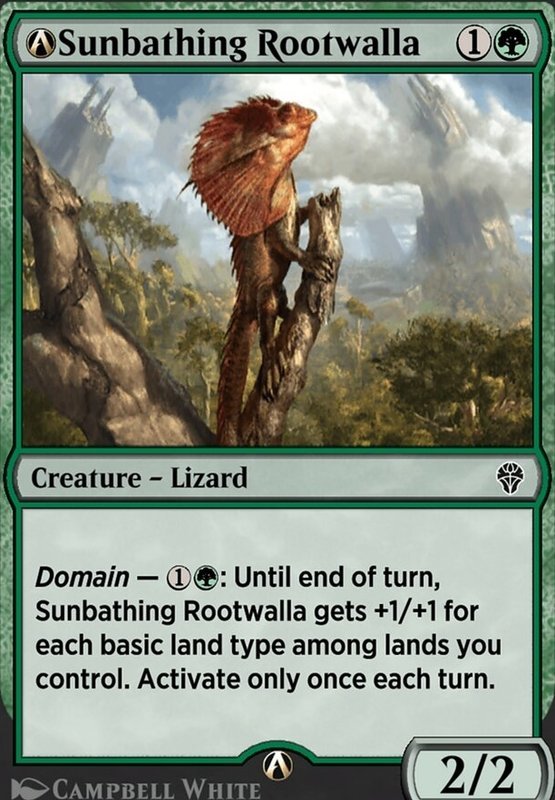 Sunbathing Rootwalla 1
Creature – Lizard
Domain — 1: Until end of turn,
Sunbathing Rootwalla gets +1/+1 for
each basic land type among lands you
control. Activate only once each turn.
2/2
CAMPBELL WHITE